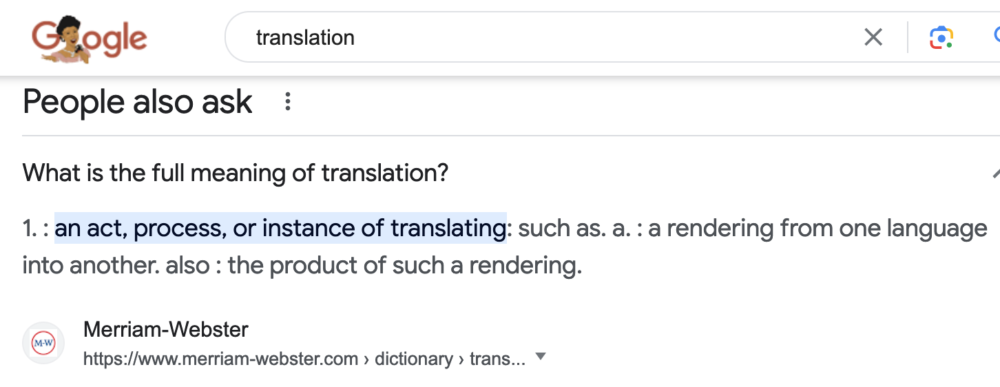 Google
translation
People also ask
What is the full meaning of translation?
1. : an act, process, or instance of translating: such as. a. : a rendering from one language
into another. also : the product of such a rendering.
Merriam-Webster
M-W
https://www.merriam-webster.com › dictionary › trans...